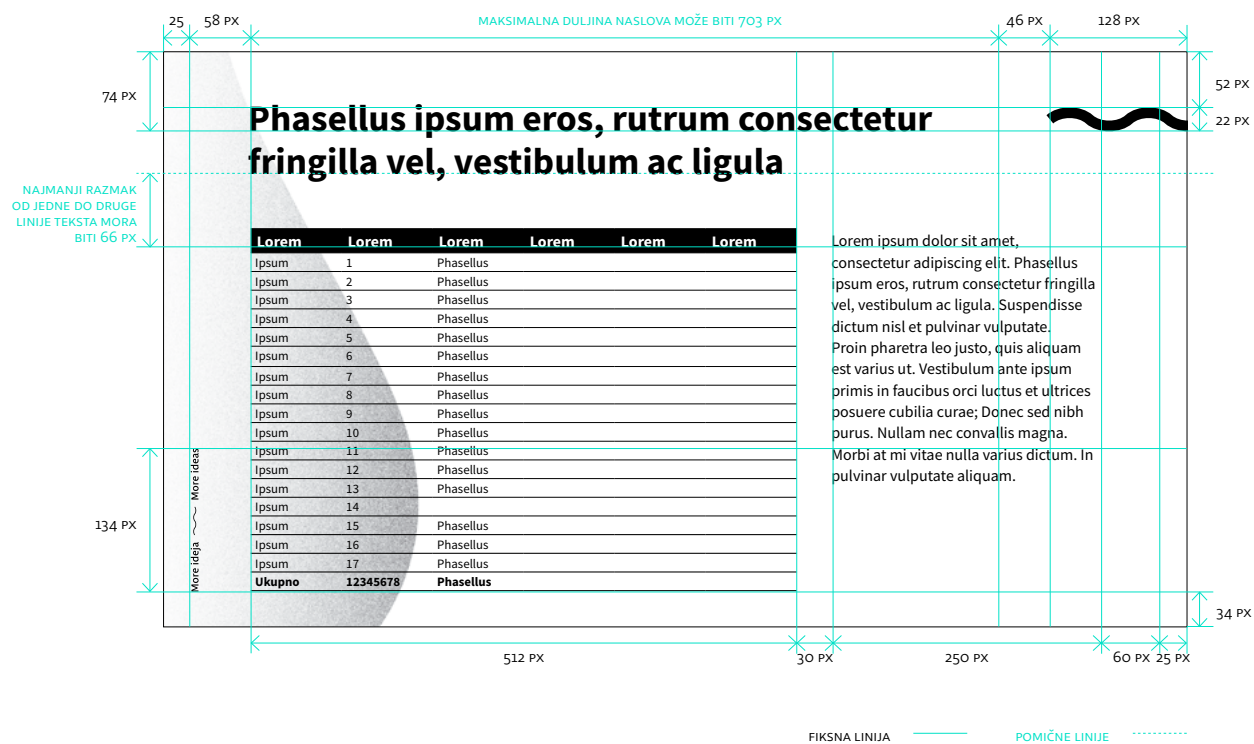 25 58 PX MAKSIMALNA DULJINA NASLOVA MOŽE BITI 703 PX 46 PX 128 PX
74 PX
52 PX
22 PX
Phasellus ipsum eros, rutrum consectetur
fringilla vel, vestibulum ac ligula
NAJMANJI RAZMAK
OD JEDNE DO DRUGE
LINIJE TEKSTA MORA
BITI 66 PX
Lorem Lorem Lorem Lorem Lorem Lorem
Ipsum 1 Phasellus
Ipsum 2 Phasellus
Ipsum 3 Phasellus
Ipsum 4 Phasellus
Ipsum 5 Phasellus
Ipsum 6 Phasellus
Ipsum 7 Phasellus
Ipsum 8 Phasellus
Ipsum 9 Phasellus
Ipsum 10 Phasellus
Ipsum 11 Phasellus
Ipsum 12 Phasellus
Ipsum 13 Phasellus
Ipsum 14
Ipsum 15 Phasellus
Ipsum 16 Phasellus
Ipsum 17 Phasellus
Ukupno 12345678 Phasellus
Lorem ipsum dolor sit amet,
consectetur adipiscing elit. Phasellus
ipsum eros, rutrum consectetur fringilla
vel, vestibulum ac ligula. Suspendisse
dictum nisl et pulvinar vulputate.
Proin pharetra leo justo, quis aliquam
est varius ut. Vestibulum ante ipsum
primis in faucibus orci luctus et ultrices
posuere cubilia curae; Donec sed nibh
purus. Nullam nec convallis magna.
Morbi at mi vitae nulla varius dictum. In
pulvinar vulputate aliquam.
More ideja More ideas
134 PX
34 PX
512 PX 30 PX 250 PX 60 PX 25 PX
FIKSNA LINIJA POMIČNE LINIJE